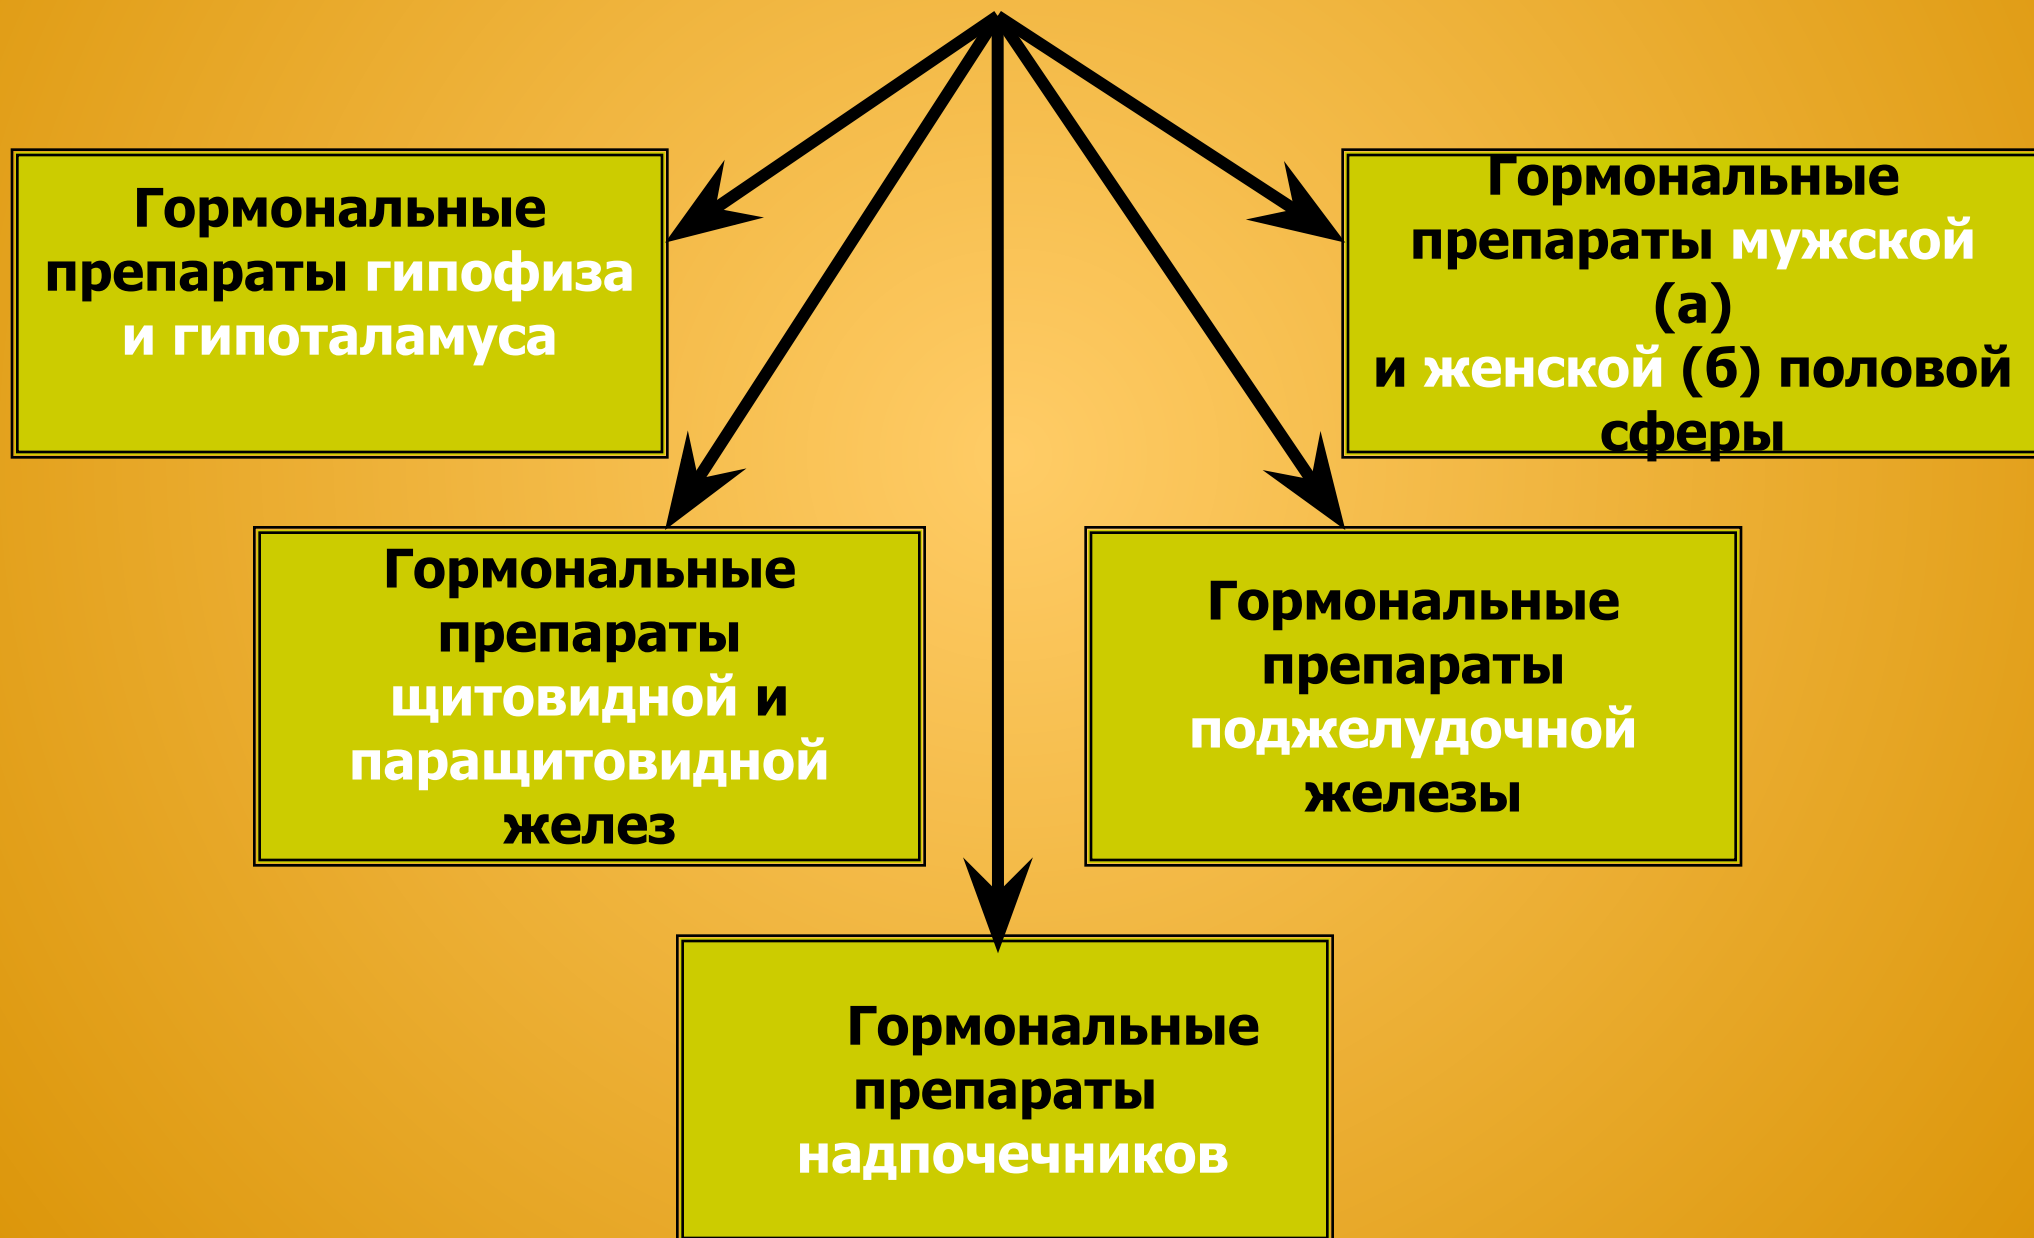 Гормональные
препараты гипофиза
и гипоталамуса
Гормональные
препараты мужской
(а)
и женской (б) половой
сферы
Гормональные
препараты
щитовидной и
паращитовидной
желез
Гормональные
препараты
поджелудочной
железы
Гормональные
препараты
надпочечников